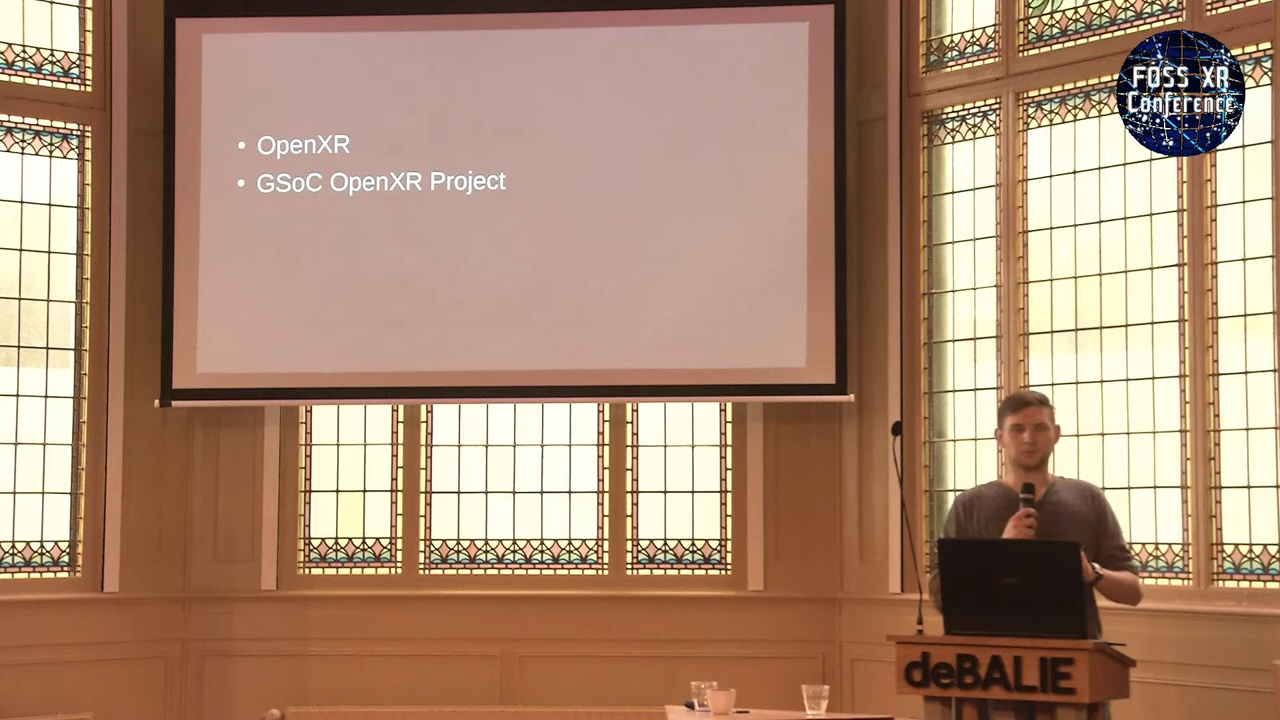 FOSS XR
Conference
• OpenXR
• GSoC OpenXR Project
deBALIE